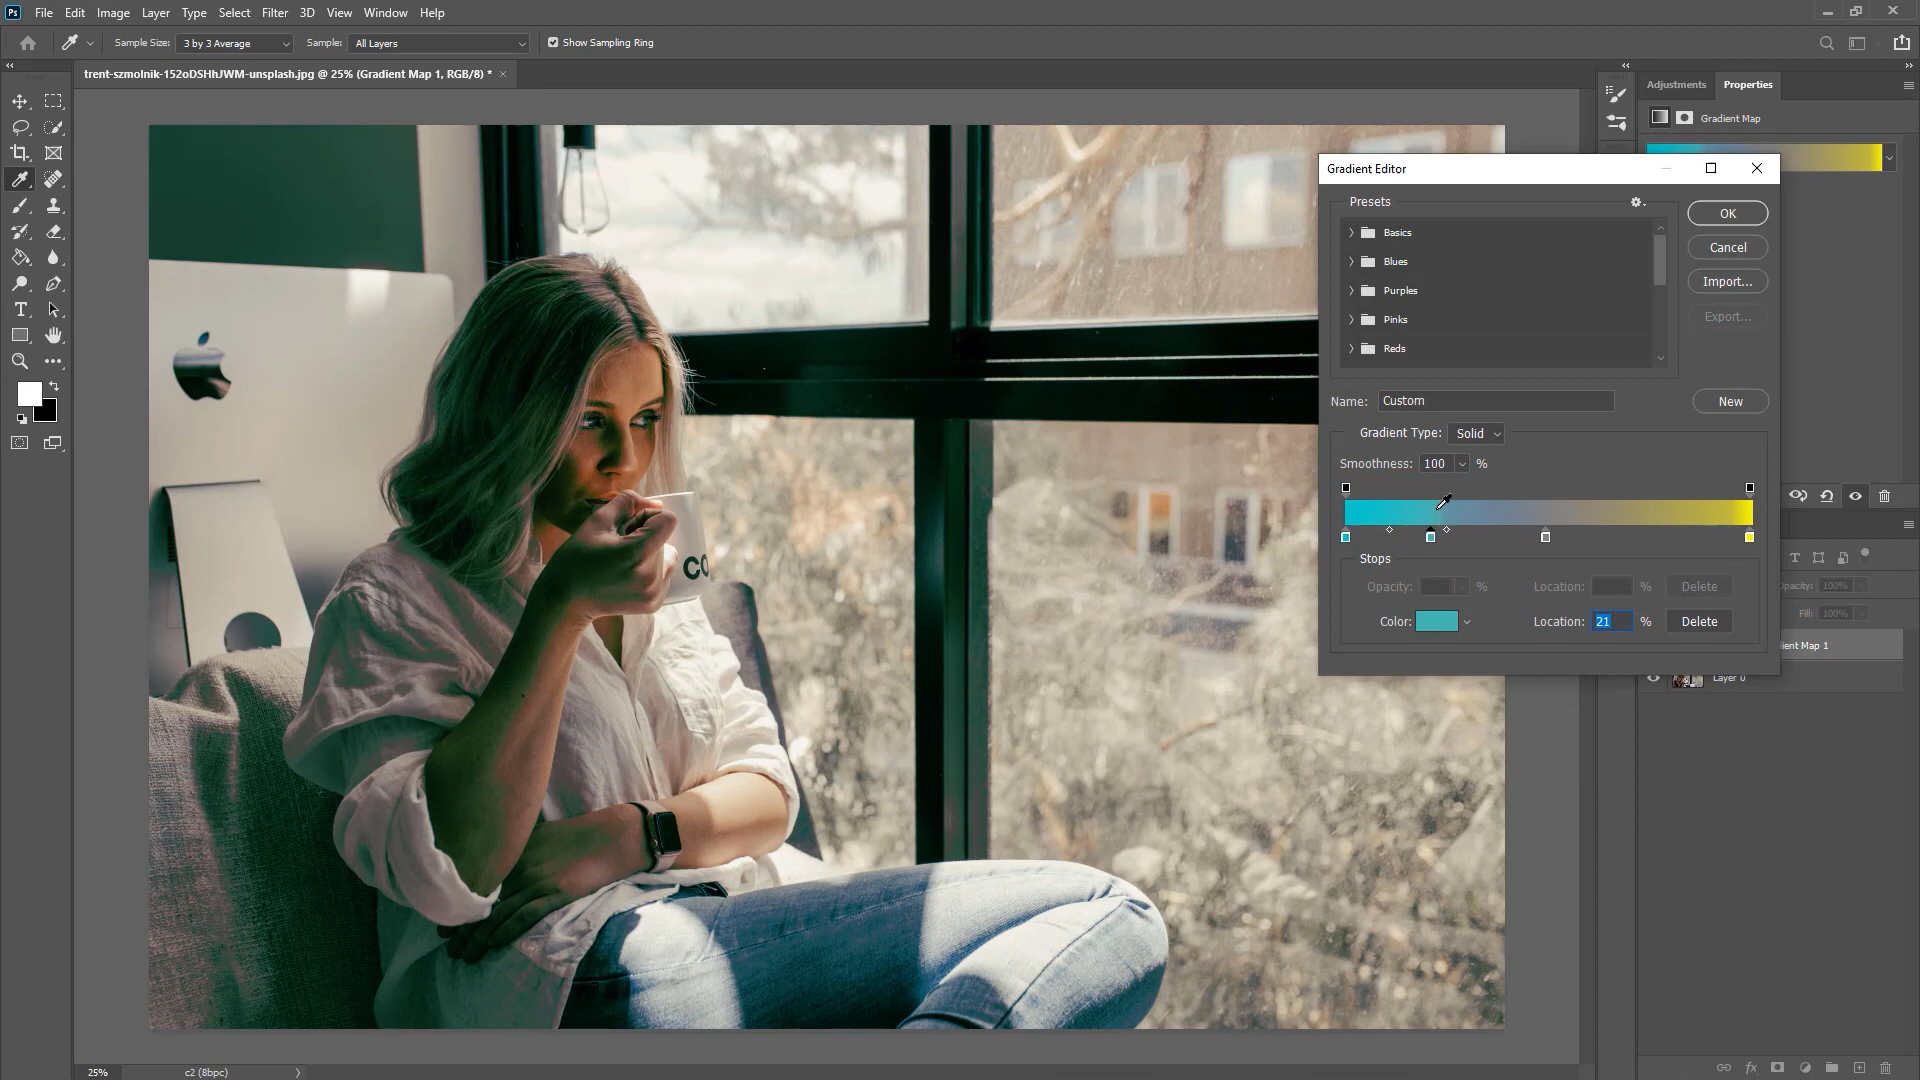 Ps File Edit Image Layer Type Select Filter 3D View Window Help
Sample Size: 3 by 3 Average Sample: All Layers Show Sampling Ring
trent-szmolnik-152oDSHhJWM-unsplash.jpg @ 25% (Gradient Map 1, RGB/8) *
Adjustments Properties
Gradient Map
Gradient Editor
Presets
Basics
Blues
Purples
Pinks
Reds
OK
Cancel
Import...
Export...
Name: Custom
New
Gradient Type: Solid
Smoothness: 100 %
Stops
Opacity: % Location: % Delete
Color: Location: 21 % Delete
Opacity: 100%
Fill: 100%
ient Map 1
Layer 0
CO
25% c2 (8bpc)